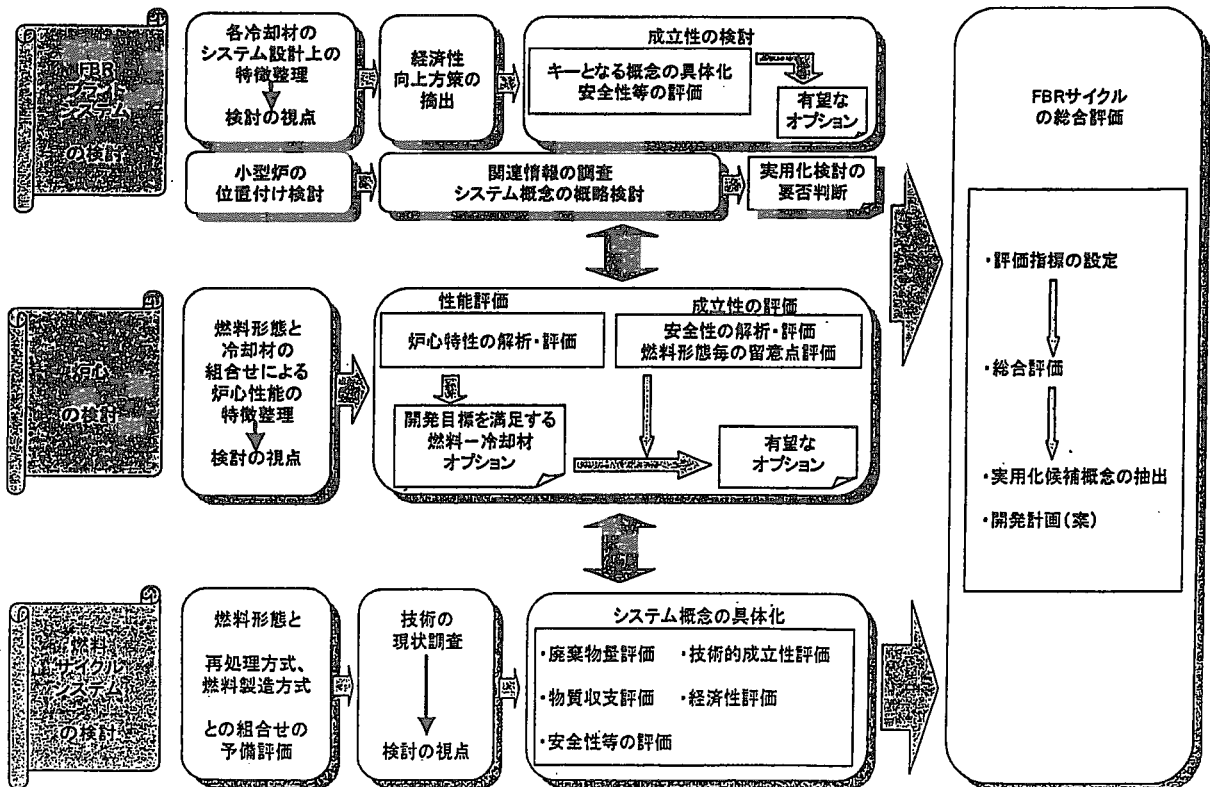 FBR
プラント
システム
の検討
各冷却材の
システム設計上の
特徴整理
検討の視点
経済性
向上方策の
摘出
成立性の検討
キーとなる概念の具体化
安全性等の評価
有望な
オプション
小型炉の
位置付け検討
関連情報の調査
システム概念の概略検討
実用化検討の
要否判断
炉心
の検討
燃料形態と
冷却材の
組合せによる
炉心性能の
特徴整理
検討の視点
性能評価
炉心特性の解析・評価
開発目標を満足する
燃料－冷却材
オプション
成立性の評価
安全性の解析・評価
燃料形態毎の留意点評価
有望な
オプション
燃料
サイクル
システム
の検討
燃料形態と
再処理方式、
燃料製造方式
との組合せの
予備評価
技術の
現状調査
検討の視点
システム概念の具体化
・廃棄物量評価
・技術的成立性評価
・物質収支評価
・経済性評価
・安全性等の評価
FBRサイクル
の総合評価
・評価指標の設定
・総合評価
・実用化候補概念の抽出
・開発計画(案)